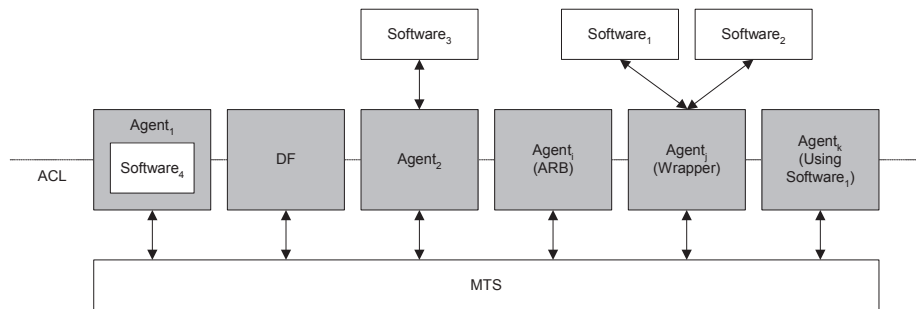 Software₃
Software₁
Software₂
Agent₁
Software₄
DF
Agent₂
Agentᵢ
(ARB)
Agentⱼ
(Wrapper)
Agentₖ
(Using
Software₁)
ACL
MTS